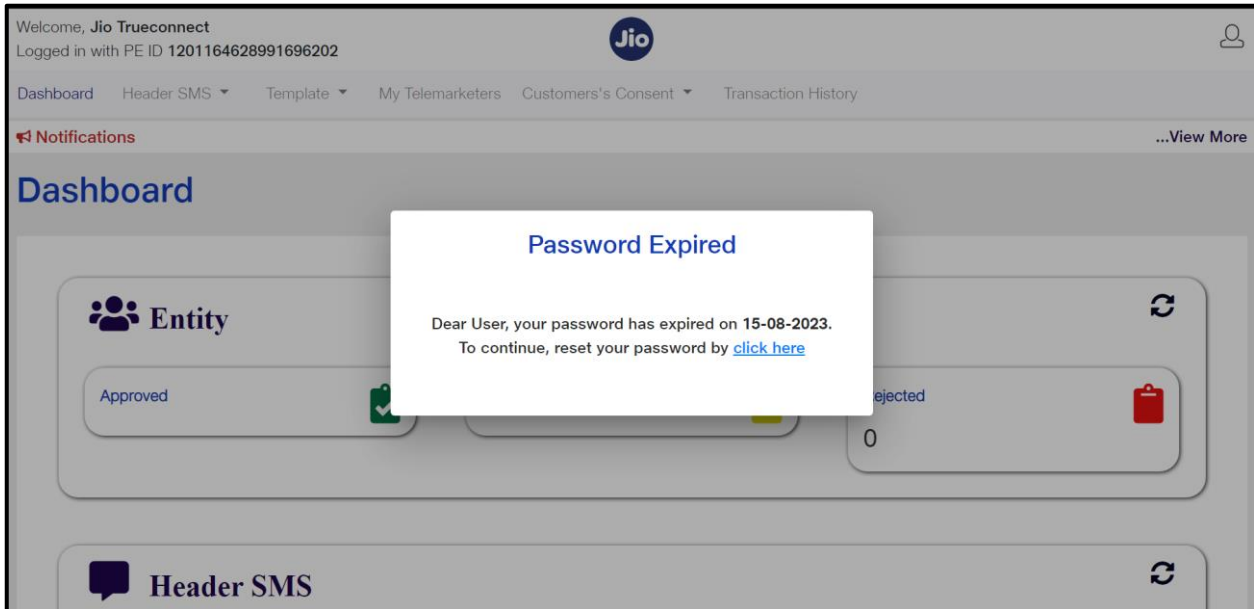 Welcome, Jio Trueconnect
Logged in with PE ID 1201164628991696202
Jio
Dashboard Header SMS Template My Telemarketers Customers's Consent Transaction History
Notifications
...View More
Dashboard
Password Expired
Dear User, your password has expired on 15-08-2023.
To continue, reset your password by click here
Entity
Approved
0
Header SMS